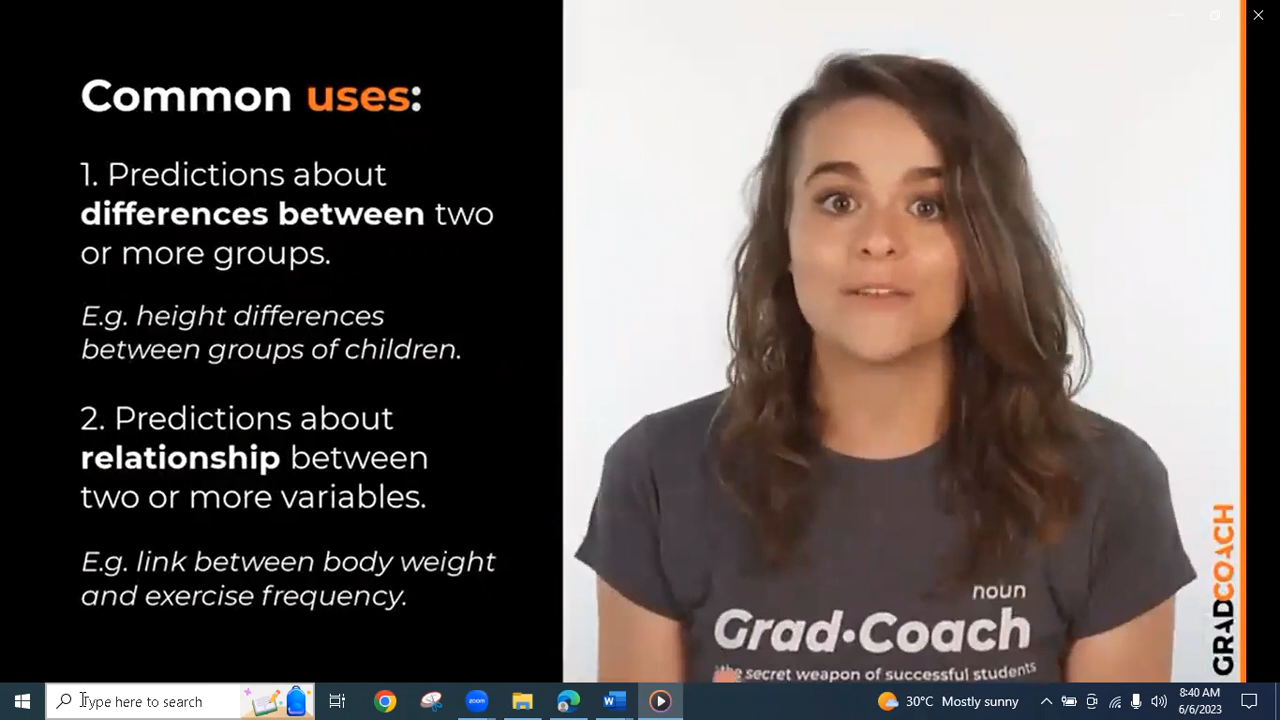 Common uses:
1. Predictions about
differences between two
or more groups.
E.g. height differences
between groups of children.
2. Predictions about
relationship between
two or more variables.
E.g. link between body weight
and exercise frequency.
noun
Grad•Coach
the secret weapon of successful students
GRADCOACH
Type here to search
zoom
30°C Mostly sunny
8:40 AM
6/6/2023